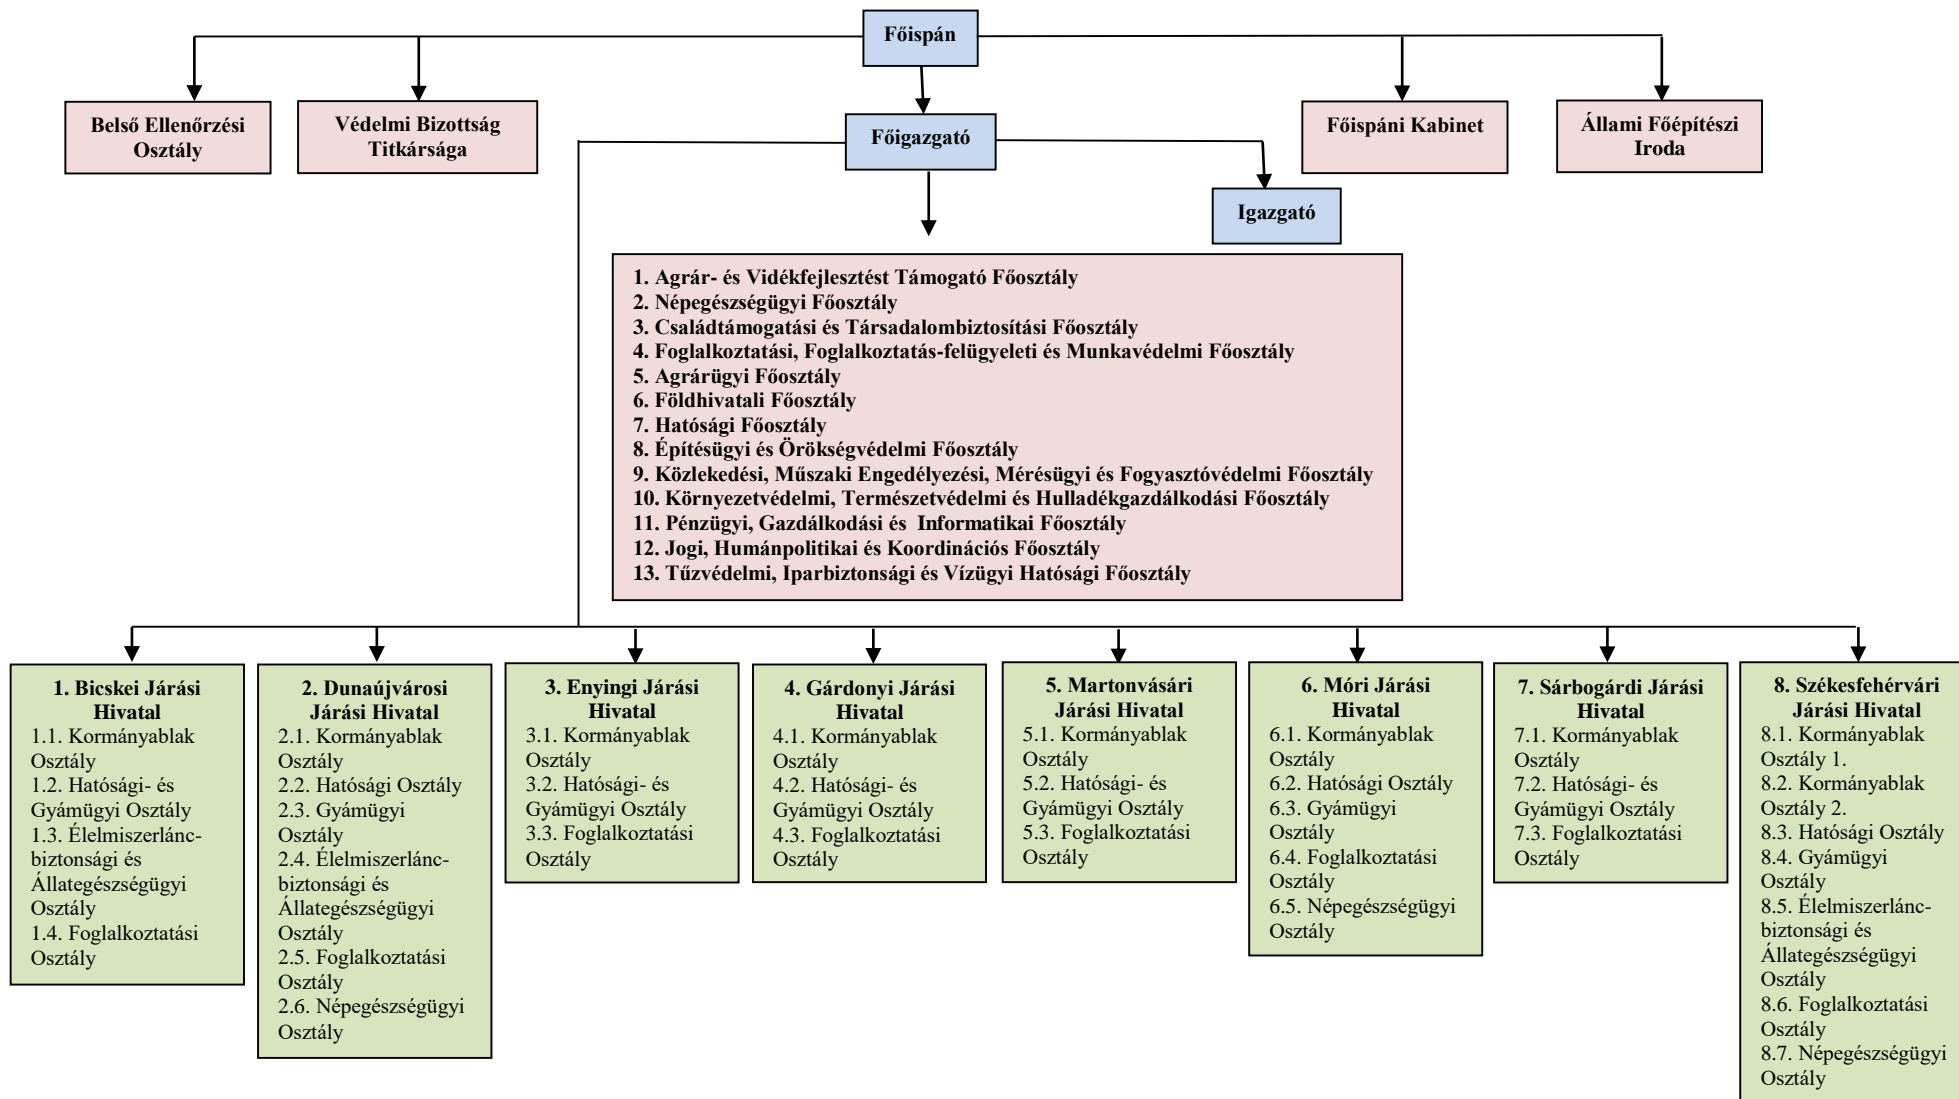 Főispán
Belső Ellenőrzési
Osztály
Védelmi Bizottság
Titkársága
Főigazgató
Főispáni Kabinet
Állami Főépítészi
Iroda
Igazgató
1. Agrár- és Vidékfejlesztést Támogató Főosztály
2. Népegészségügyi Főosztály
3. Családtámogatási és Társadalombiztosítási Főosztály
4. Foglalkoztatási, Foglalkoztatás-felügyeleti és Munkavédelmi Főosztály
5. Agrárügyi Főosztály
6. Földhivatali Főosztály
7. Hatósági Főosztály
8. Építésügyi és Örökségvédelmi Főosztály
9. Közlekedési, Műszaki Engedélyezési, Mérésügyi és Fogyasztóvédelmi Főosztály
10. Környezetvédelmi, Természetvédelmi és Hulladékgazdálkodási Főosztály
11. Pénzügyi, Gazdálkodási és Informatikai Főosztály
12. Jogi, Humánpolitikai és Koordinációs Főosztály
13. Tűzvédelmi, Iparbiztonsági és Vízügyi Hatósági Főosztály
1. Bicskei Járási
Hivatal
1.1. Kormányablak
Osztály
1.2. Hatósági- és
Gyámügyi Osztály
1.3. Élelmiszerlánc-
biztonsági és
Állategészségügyi
Osztály
1.4. Foglalkoztatási
Osztály
2. Dunaújvárosi
Járási Hivatal
2.1. Kormányablak
Osztály
2.2. Hatósági Osztály
2.3. Gyámügyi
Osztály
2.4. Élelmiszerlánc-
biztonsági és
Állategészségügyi
Osztály
2.5. Foglalkoztatási
Osztály
2.6. Népegészségügyi
Osztály
3. Enyingi Járási
Hivatal
3.1. Kormányablak
Osztály
3.2. Hatósági- és
Gyámügyi Osztály
3.3. Foglalkoztatási
Osztály
4. Gárdonyi Járási
Hivatal
4.1. Kormányablak
Osztály
4.2. Hatósági- és
Gyámügyi Osztály
4.3. Foglalkoztatási
Osztály
5. Martonvásári
Járási Hivatal
5.1. Kormányablak
Osztály
5.2. Hatósági- és
Gyámügyi Osztály
5.3. Foglalkoztatási
Osztály
6. Móri Járási
Hivatal
6.1. Kormányablak
Osztály
6.2. Hatósági Osztály
6.3. Gyámügyi
Osztály
6.4. Foglalkoztatási
Osztály
6.5. Népegészségügyi
Osztály
7. Sárbogárdi Járási
Hivatal
7.1. Kormányablak
Osztály
7.2. Hatósági- és
Gyámügyi Osztály
7.3. Foglalkoztatási
Osztály
8. Székesfehérvári
Járási Hivatal
8.1. Kormányablak
Osztály 1.
8.2. Kormányablak
Osztály 2.
8.3. Hatósági Osztály
8.4. Gyámügyi
Osztály
8.5. Élelmiszerlánc-
biztonsági és
Állategészségügyi
Osztály
8.6. Foglalkoztatási
Osztály
8.7. Népegészségügyi
Osztály